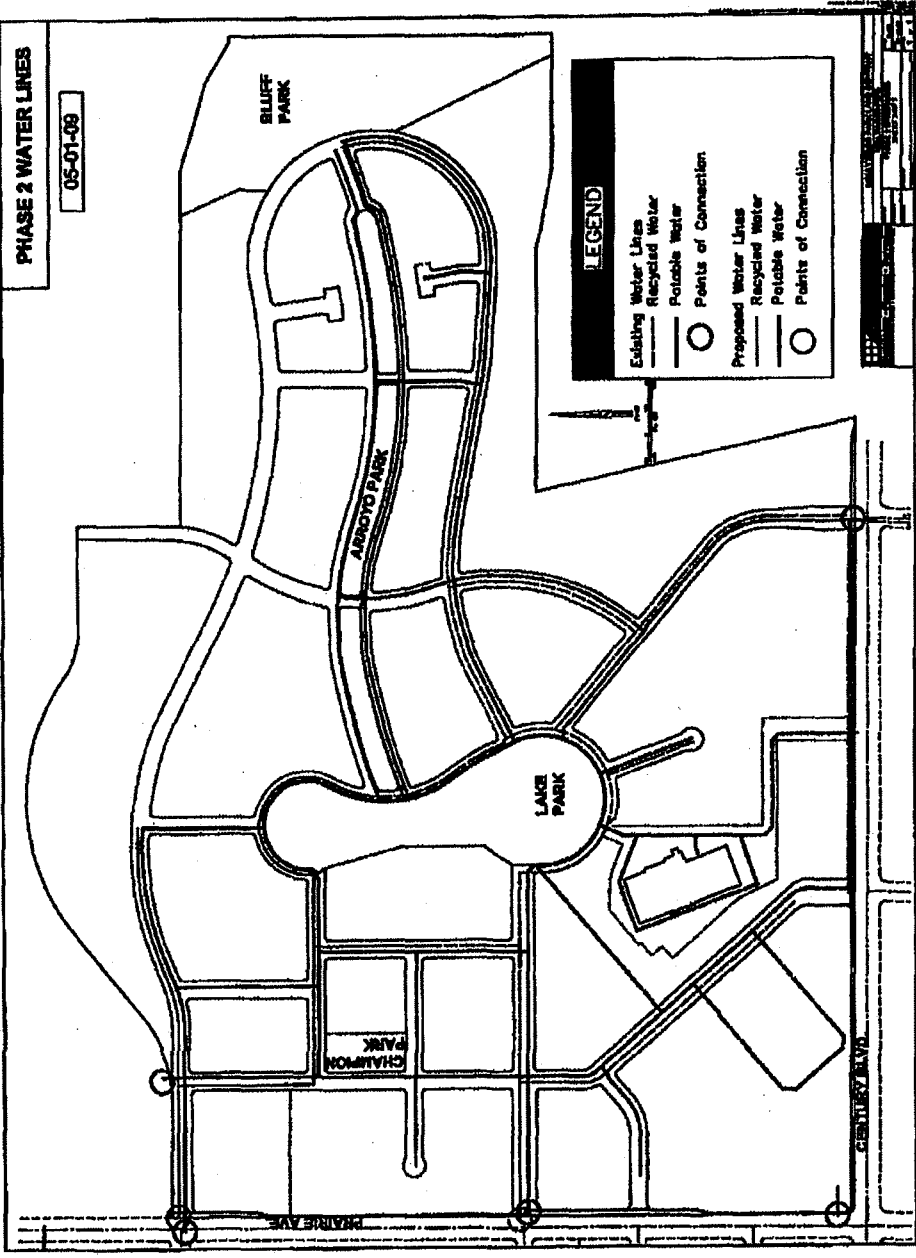 PHASE 2 WATER LINES
05-01-09
BLUFF
PARK
LEGEND
Existing Water Lines
Recycled Water
Potable Water
Points of Connection
Proposed Water Lines
Recycled Water
Potable Water
Points of Connection
ARROYO PARK
LAKE
PARK
CHAMPION
PARK
CENTURY BLVD.
PRAIRIE AVE